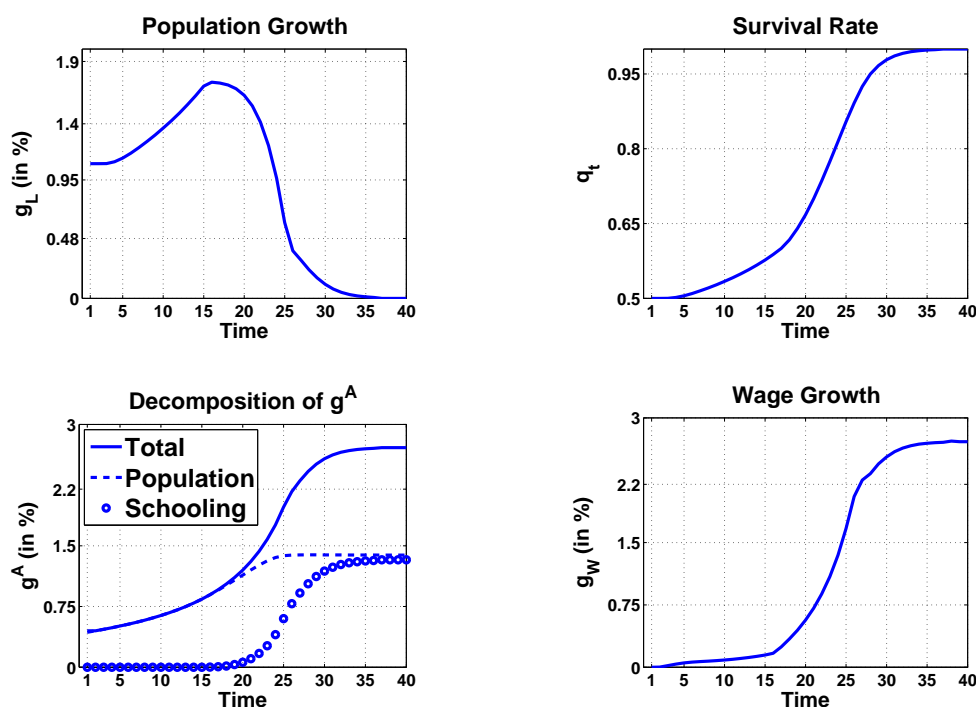 Population Growth
g_L (in %)
1.9
1.4
0.95
0.48
0
1 5 10 15 20 25 30 35 40
Time
Survival Rate
q_t
0.95
0.8
0.65
0.5
1 5 10 15 20 25 30 35 40
Time
Decomposition of g^A
g^A (in %)
3
2.2
1.5
0.75
0
Total
Population
Schooling
1 5 10 15 20 25 30 35 40
Time
Wage Growth
g_W (in %)
3
2.2
1.5
0.75
0
1 5 10 15 20 25 30 35 40
Time